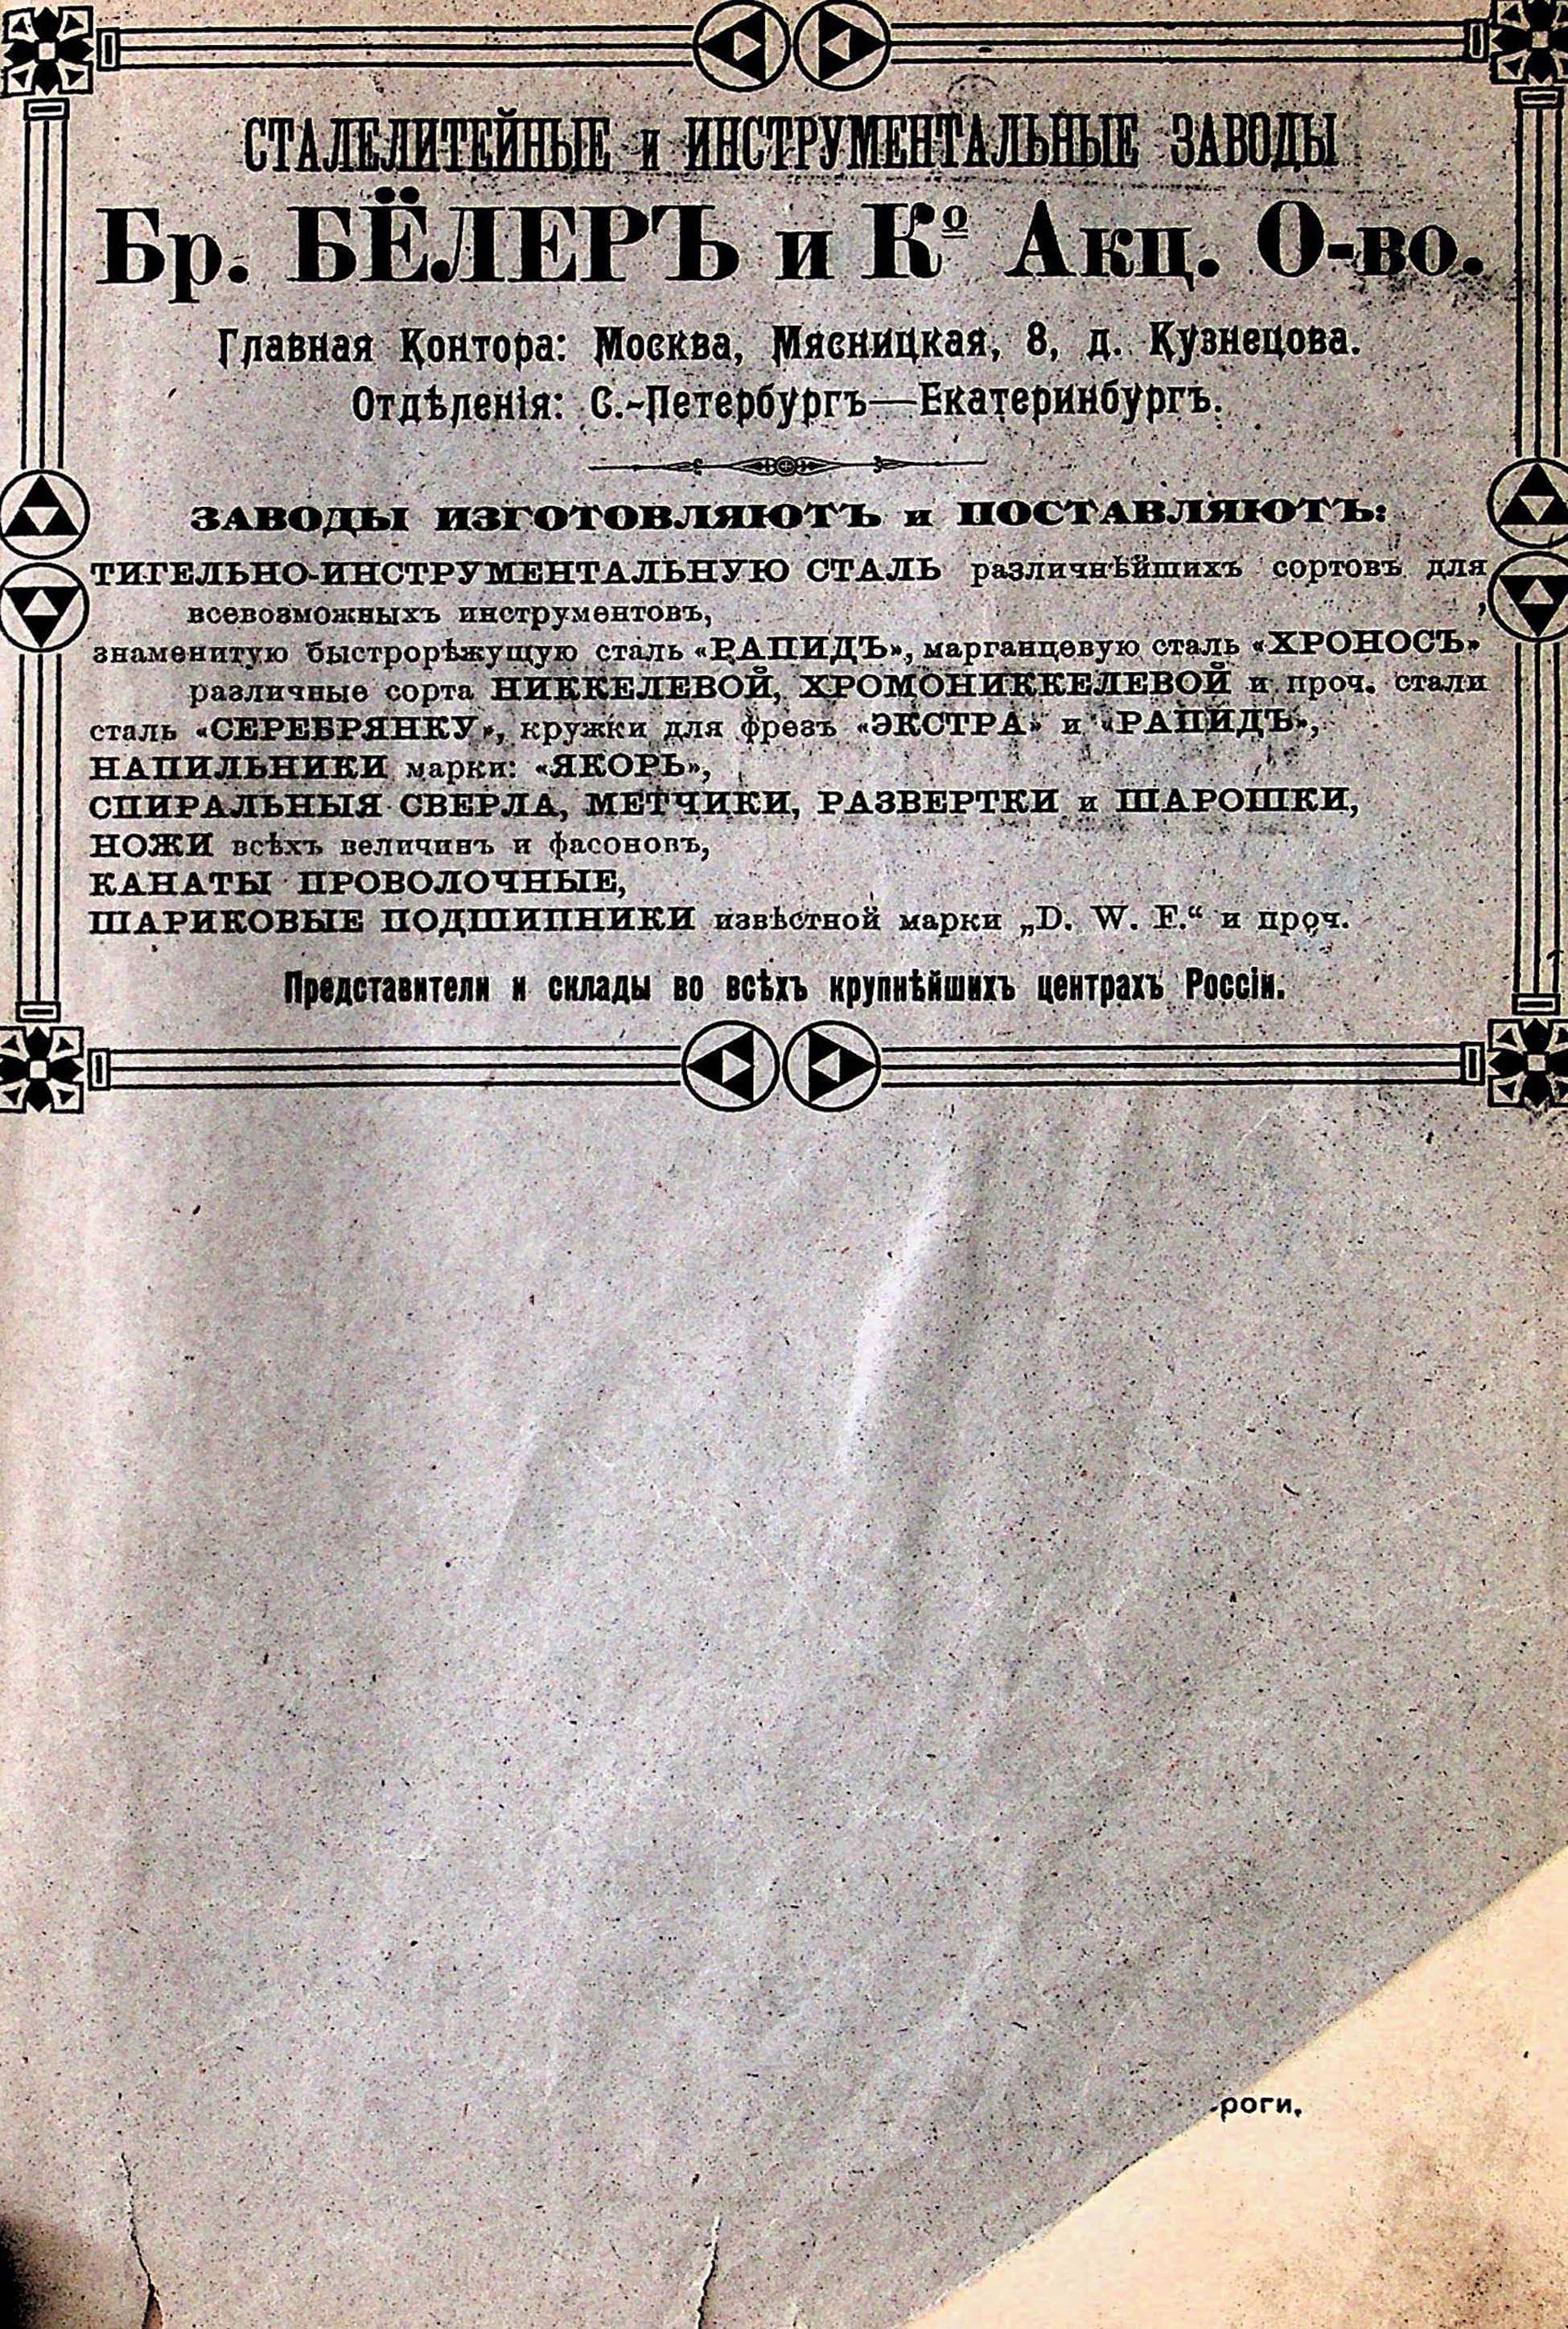 СТАЛЕЛИТЕЙНЫЕ и ИНСТРУМЕНТАЛЬНЫЕ ЗАВОДЫ
Бр. БЁЛЕРЪ и Кº Акц. О-во.
Главная Контора: Москва, Мясницкая, 8, д. Кузнецова.
Отдѣленія: С.-Петербургъ—Екатеринбургъ.
ЗАВОДЫ ИЗГОТОВЛЯЮТЪ и ПОСТАВЛЯЮТЪ:
ТИГЕЛЬНО-ИНСТРУМЕНТАЛЬНУЮ СТАЛЬ различнѣйшихъ сортовъ для
всевозможныхъ инструментовъ,
знаменитую быстрорѣжущую сталь «РАПИДЪ», марганцевую сталь «ХРОНОСЪ»
различные сорта НИККЕЛЕВОЙ, ХРОМОНИККЕЛЕВОЙ и проч. стали
сталь «СЕРЕБРЯНКУ», кружки для фрезъ «ЭКСТРА» и «РАПИДЪ»,
НАПИЛЬНИКИ марки: «ЯКОРЬ»,
СПИРАЛЬНЫЯ СВЕРЛА, МЕТЧИКИ, РАЗВЕРТКИ и ШАРОШКИ,
НОЖИ всѣхъ величинъ и фасоновъ,
КАНАТЫ ПРОВОЛОЧНЫЕ,
ШАРИКОВЫЕ ПОДШИПНИКИ извѣстной марки „D. W. F.“ и проч.
Представители и склады во всѣхъ крупнѣйшихъ центрахъ Россіи.
роги,